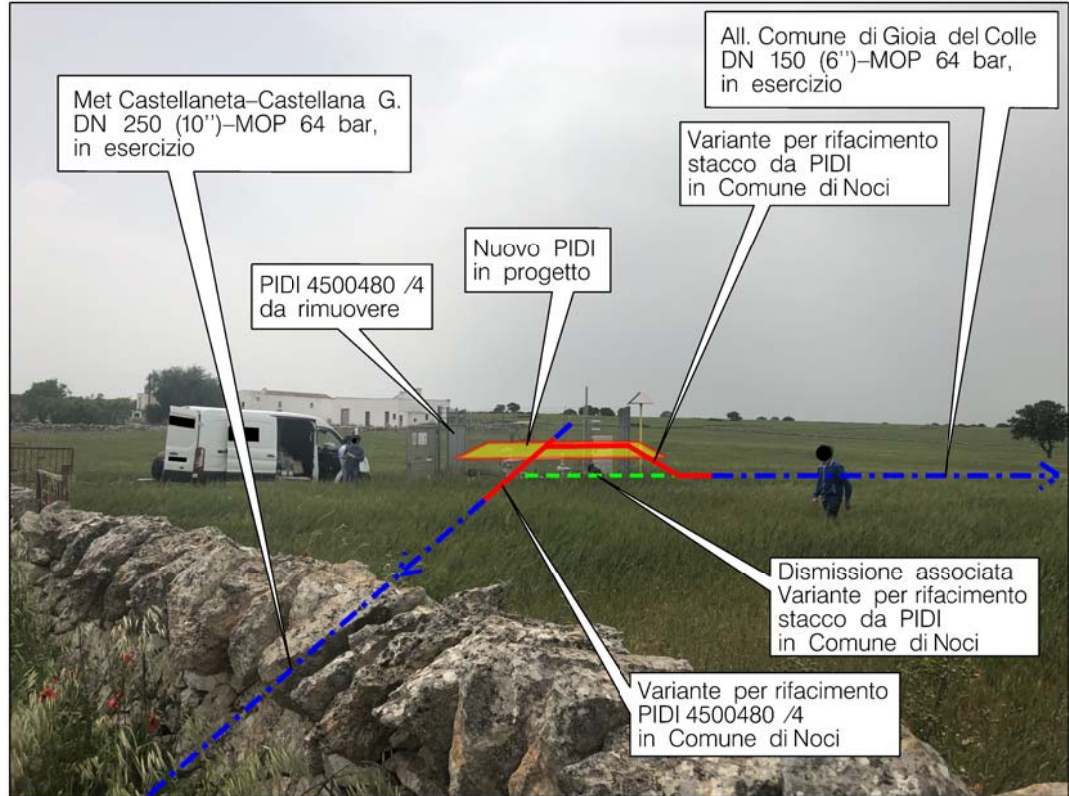 All. Comune di Gioia del Colle
DN 150 (6'')–MOP 64 bar,
in esercizio
Met Castellaneta–Castellana G.
DN 250 (10'')–MOP 64 bar,
in esercizio
Variante per rifacimento
stacco da PIDI
in Comune di Noci
Nuovo PIDI
in progetto
PIDI 4500480 /4
da rimuovere
Dismissione associata
Variante per rifacimento
stacco da PIDI
in Comune di Noci
Variante per rifacimento
PIDI 4500480 /4
in Comune di Noci